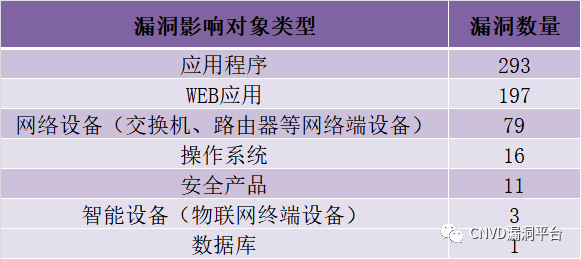 漏洞影响对象类型 漏洞数量
应用程序 293
WEB应用 197
网络设备（交换机、路由器等网络端设备） 79
操作系统 16
安全产品 11
智能设备（物联网终端设备） 3
数据库 1
CNVD漏洞平台